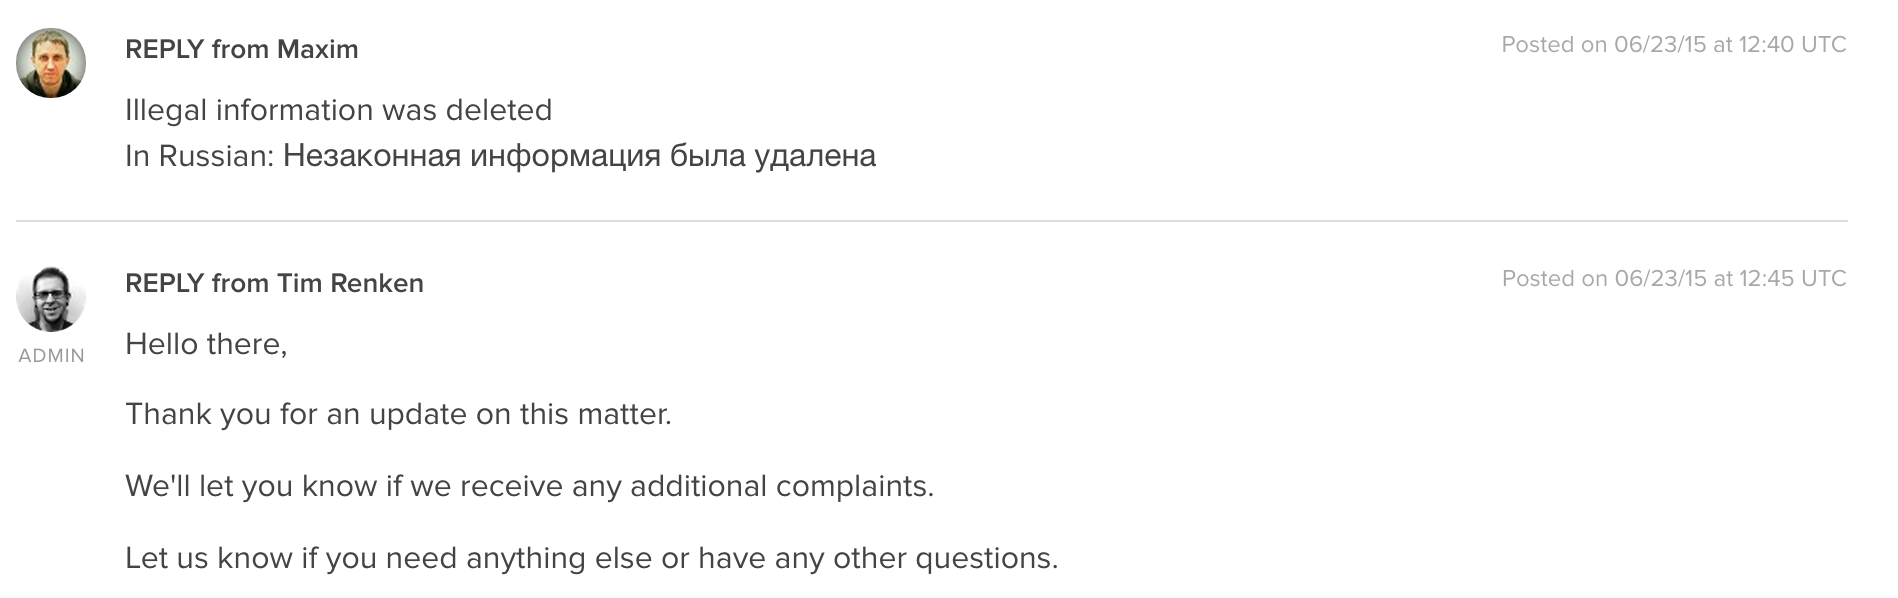 REPLY from Maxim
Posted on 06/23/15 at 12:40 UTC
Illegal information was deleted
In Russian: Незаконная информация была удалена
REPLY from Tim Renken
Posted on 06/23/15 at 12:45 UTC
ADMIN
Hello there,
Thank you for an update on this matter.
We'll let you know if we receive any additional complaints.
Let us know if you need anything else or have any other questions.